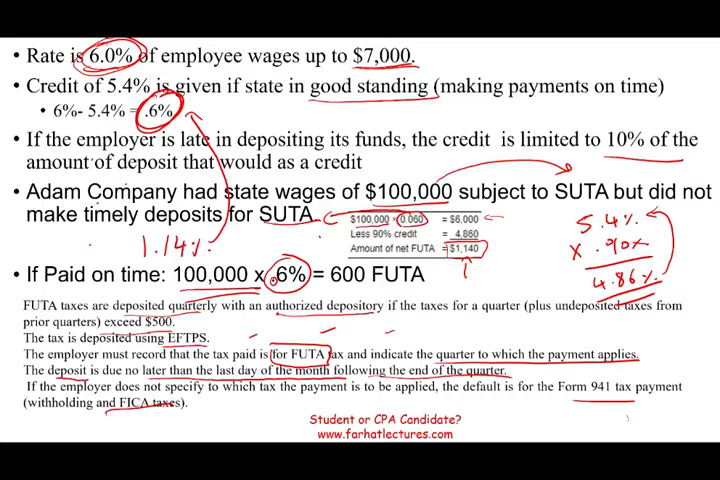 • Rate is 6.0% of employee wages up to $7,000.
• Credit of 5.4% is given if state in good standing (making payments on time)
• 6%- 5.4% = .6%
• If the employer is late in depositing its funds, the credit is limited to 10% of the
amount of deposit that would as a credit
• Adam Company had state wages of $100,000 subject to SUTA but did not
make timely deposits for SUTA.
$100,000 × 0.060 = $6,000
Less 90% credit = 4,860
Amount of net FUTA = $1,140
5.4%
x .90%
4.86%
1.14%
• If Paid on time: 100,000 x .6% = 600 FUTA
FUTA taxes are deposited quarterly with an authorized depository if the taxes for a quarter (plus undeposited taxes from
prior quarters) exceed $500.
The tax is deposited using EFTPS.
The employer must record that the tax paid is for FUTA tax and indicate the quarter to which the payment applies.
The deposit is due no later than the last day of the month following the end of the quarter.
If the employer does not specify to which tax the payment is to be applied, the default is for the Form 941 tax payment
(withholding and FICA taxes).
Student or CPA Candidate?
www.farhatlectures.com